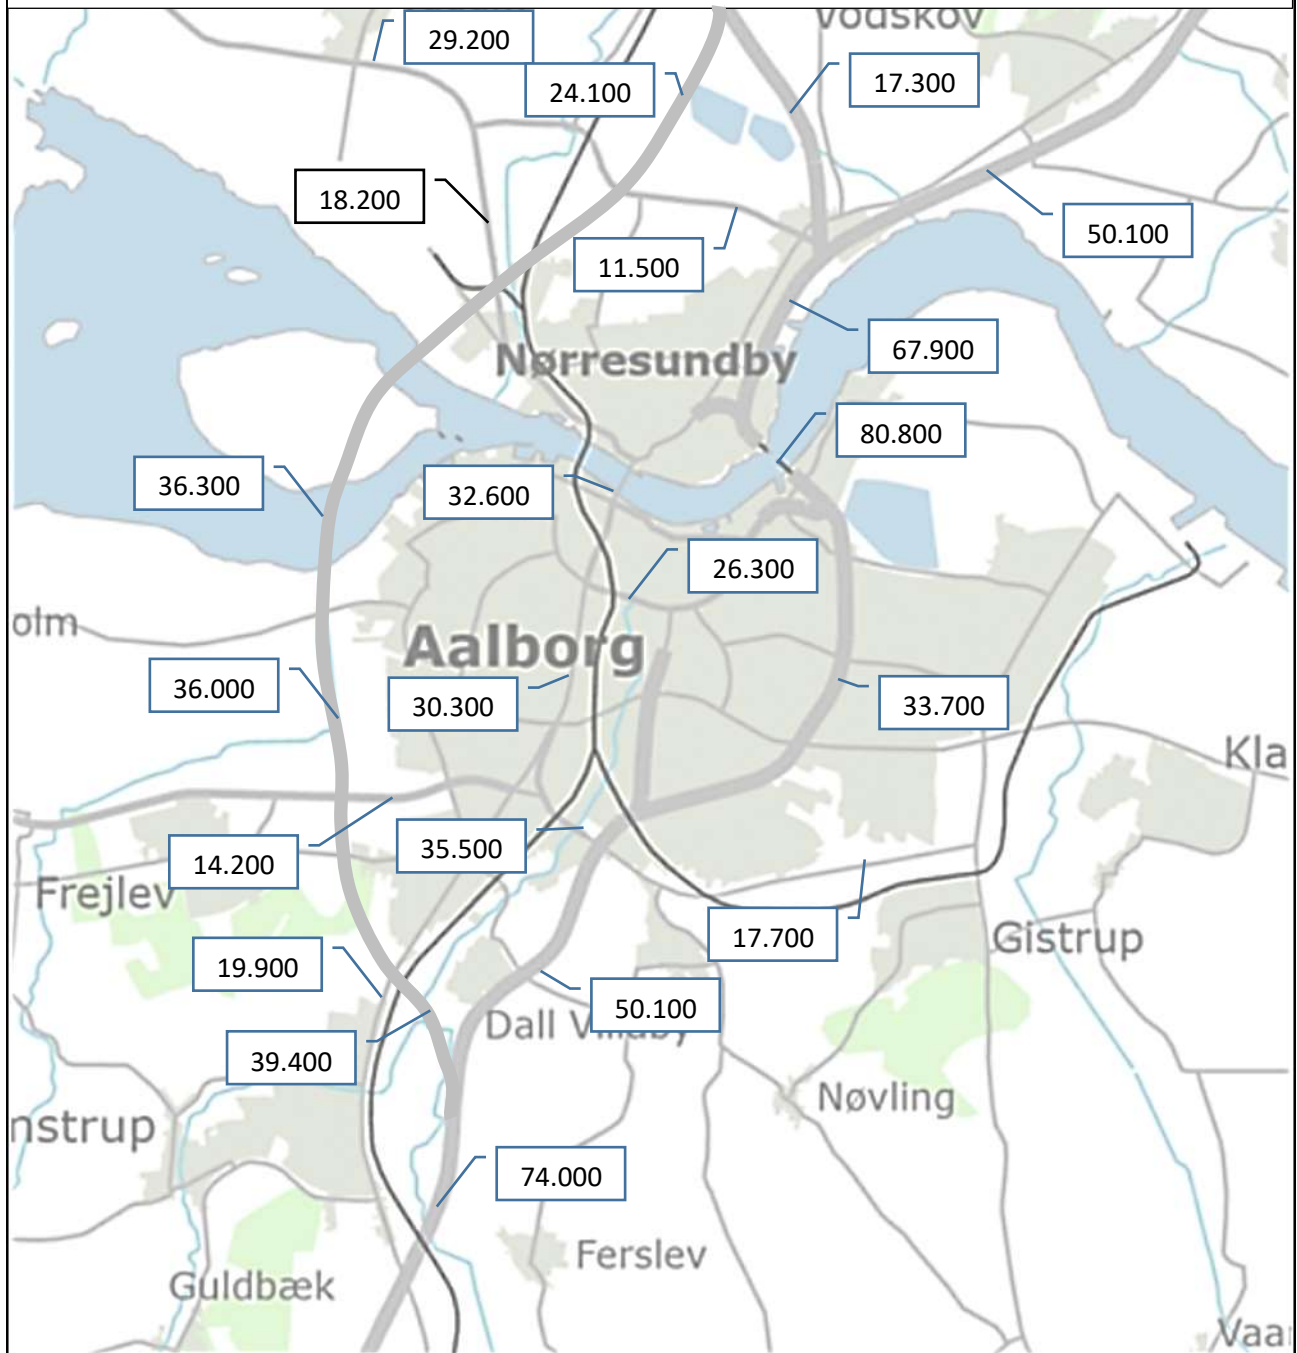 Vodskov
29.200
24.100
17.300
18.200
50.100
11.500
67.900
Nørresundby
80.800
36.300
32.600
26.300
olm
Aalborg
36.000
30.300
33.700
Kla
14.200
35.500
Frejlev
17.700
Gistrup
19.900
50.100
Dall Villaby
39.400
Nøvling
nstrup
74.000
Ferslev
Guldbæk
Vaar